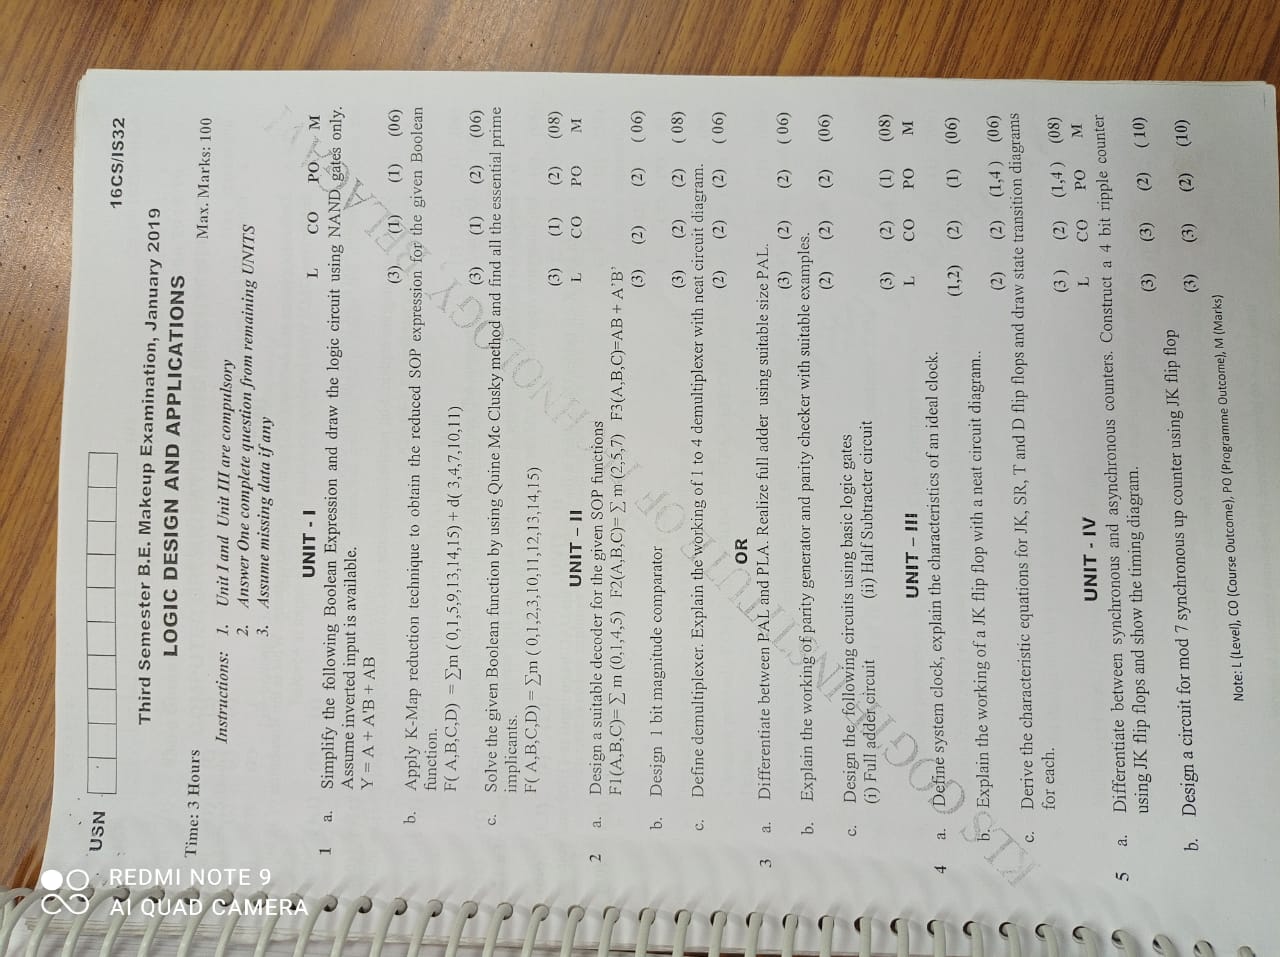 USN
16CS/IS32
Third Semester B.E. Makeup Examination, January 2019
LOGIC DESIGN AND APPLICATIONS
Time: 3 Hours
Max. Marks: 100
Instructions: 1. Unit I and Unit III are compulsory
2. Answer One complete question from remaining UNITS
3. Assume missing data if any
UNIT - I L CO PO M
1 a. Simplify the following Boolean Expression and draw the logic circuit using NAND gates only.
Assume inverted input is available.
Y = A + A'B + AB
(3) (1) (1) (06)
b. Apply K-Map reduction technique to obtain the reduced SOP expression for the given Boolean
function.
F( A,B,C,D) = ∑m ( 0,1,5,9,13,14,15) + d( 3,4,7,10,11)
(3) (1) (2) (06)
c. Solve the given Boolean function by using Quine Mc Clusky method and find all the essential prime
implicants.
F( A,B,C,D) = ∑m ( 0,1,2,3,10,11,12,13,14,15)
(3) (1) (2) (08)
UNIT – II L CO PO M
2 a. Design a suitable decoder for the given SOP functions
F1(A,B,C)= ∑ m (0,1,4,5) F2(A,B,C)= ∑ m (2,5,7) F3(A,B,C)=AB + A'B'
(3) (2) (2) ( 06)
b. Design 1 bit magnitude comparator
(3) (2) (2) ( 08)
c. Define demultiplexer. Explain the working of 1 to 4 demultiplexer with neat circuit diagram.
(2) (2) (2) ( 06)
OR
3 a. Differentiate between PAL and PLA. Realize full adder using suitable size PAL.
(3) (2) (2) ( 06)
b. Explain the working of parity generator and parity checker with suitable examples.
(2) (2) (2) (06)
c. Design the following circuits using basic logic gates
(i) Full adder circuit (ii) Half Subtracter circuit
(3) (2) (1) (08)
UNIT – III L CO PO M
4 a. Define system clock, explain the characteristics of an ideal clock.
(1,2) (2) (1) (06)
b. Explain the working of a JK flip flop with a neat circuit diagram..
(2) (2) (1,4 ) (06)
c. Derive the characteristic equations for JK, SR, T and D flip flops and draw state transition diagrams
for each.
(3 ) (2) (1,4 ) (08)
UNIT - IV L CO PO M
5 a. Differentiate between synchronous and asynchronous counters. Construct a 4 bit ripple counter
using JK flip flops and show the timing diagram.
(3) (3) (2) ( 10)
b. Design a circuit for mod 7 synchronous up counter using JK flip flop
(3) (3) (2) (10)
Note: L (Level), CO (Course Outcome), PO (Programme Outcome), M (Marks)
KLS GOGTE INSTITUTE OF TECHNOLOGY, BELAGAVI
REDMI NOTE 9
AI QUAD CAMERA